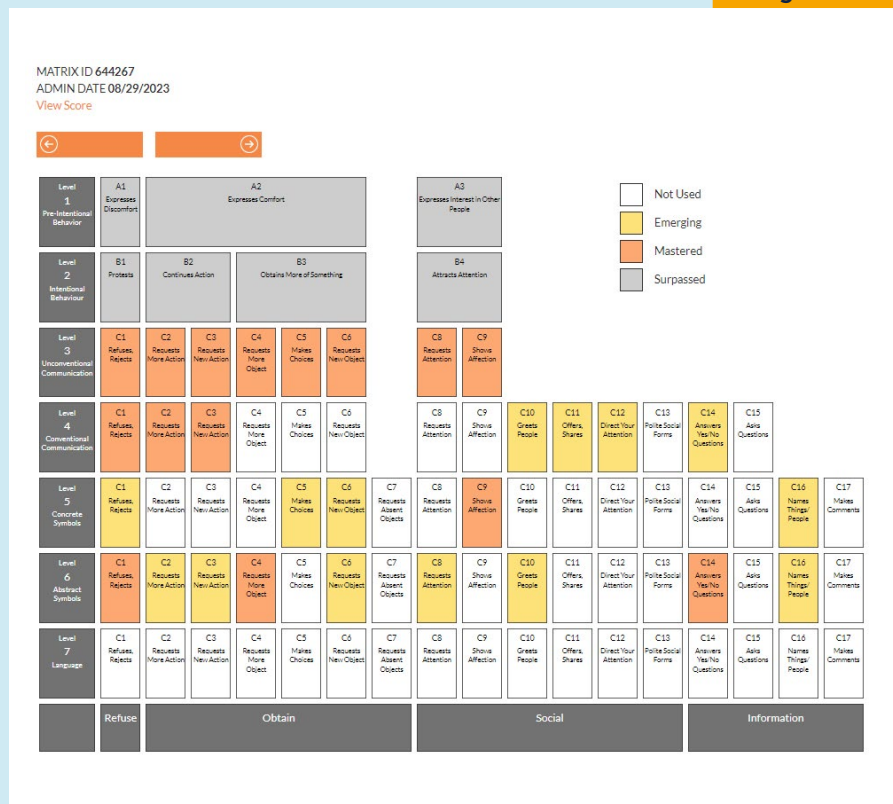 MATRIX ID 644267
ADMIN DATE 08/29/2023
View Score
Not Used
Emerging
Mastered
Surpassed
Level
1
Pre-Intentional
Behavior
A1
Expresses
Discomfort
A2
Expresses Comfort
A3
Expresses Interest in Other
People
Level
2
Intentional
Behaviour
B1
Protests
B2
Continues Action
B3
Obtains More of Something
B4
Attracts Attention
Level
3
Unconventional
Communication
C1
Refuses,
Rejects
C2
Requests
More Action
C3
Requests
New Action
C4
Requests
More
Object
C5
Makes
Choices
C6
Requests
New Object
C8
Requests
Attention
C9
Shows
Affection
Level
4
Conventional
Communication
C1
Refuses,
Rejects
C2
Requests
More Action
C3
Requests
New Action
C4
Requests
More
Object
C5
Makes
Choices
C6
Requests
New Object
C8
Requests
Attention
C9
Shows
Affection
C10
Greets
People
C11
Offers,
Shares
C12
Direct Your
Attention
C13
Polite Social
Forms
C14
Answers
Yes/No
Questions
C15
Asks
Questions
Level
5
Concrete
Symbols
C1
Refuses,
Rejects
C2
Requests
More Action
C3
Requests
New Action
C4
Requests
More
Object
C5
Makes
Choices
C6
Requests
New Object
C7
Requests
Absent
Objects
C8
Requests
Attention
C9
Shows
Affection
C10
Greets
People
C11
Offers,
Shares
C12
Direct Your
Attention
C13
Polite Social
Forms
C14
Answers
Yes/No
Questions
C15
Asks
Questions
C16
Names
Things/
People
C17
Makes
Comments
Level
6
Abstract
Symbols
C1
Refuses,
Rejects
C2
Requests
More Action
C3
Requests
New Action
C4
Requests
More
Object
C5
Makes
Choices
C6
Requests
New Object
C7
Requests
Absent
Objects
C8
Requests
Attention
C9
Shows
Affection
C10
Greets
People
C11
Offers,
Shares
C12
Direct Your
Attention
C13
Polite Social
Forms
C14
Answers
Yes/No
Questions
C15
Asks
Questions
C16
Names
Things/
People
C17
Makes
Comments
Level
7
Language
C1
Refuses,
Rejects
C2
Requests
More Action
C3
Requests
New Action
C4
Requests
More
Object
C5
Makes
Choices
C6
Requests
New Object
C7
Requests
Absent
Objects
C8
Requests
Attention
C9
Shows
Affection
C10
Greets
People
C11
Offers,
Shares
C12
Direct Your
Attention
C13
Polite Social
Forms
C14
Answers
Yes/No
Questions
C15
Asks
Questions
C16
Names
Things/
People
C17
Makes
Comments
Refuse
Obtain
Social
Information